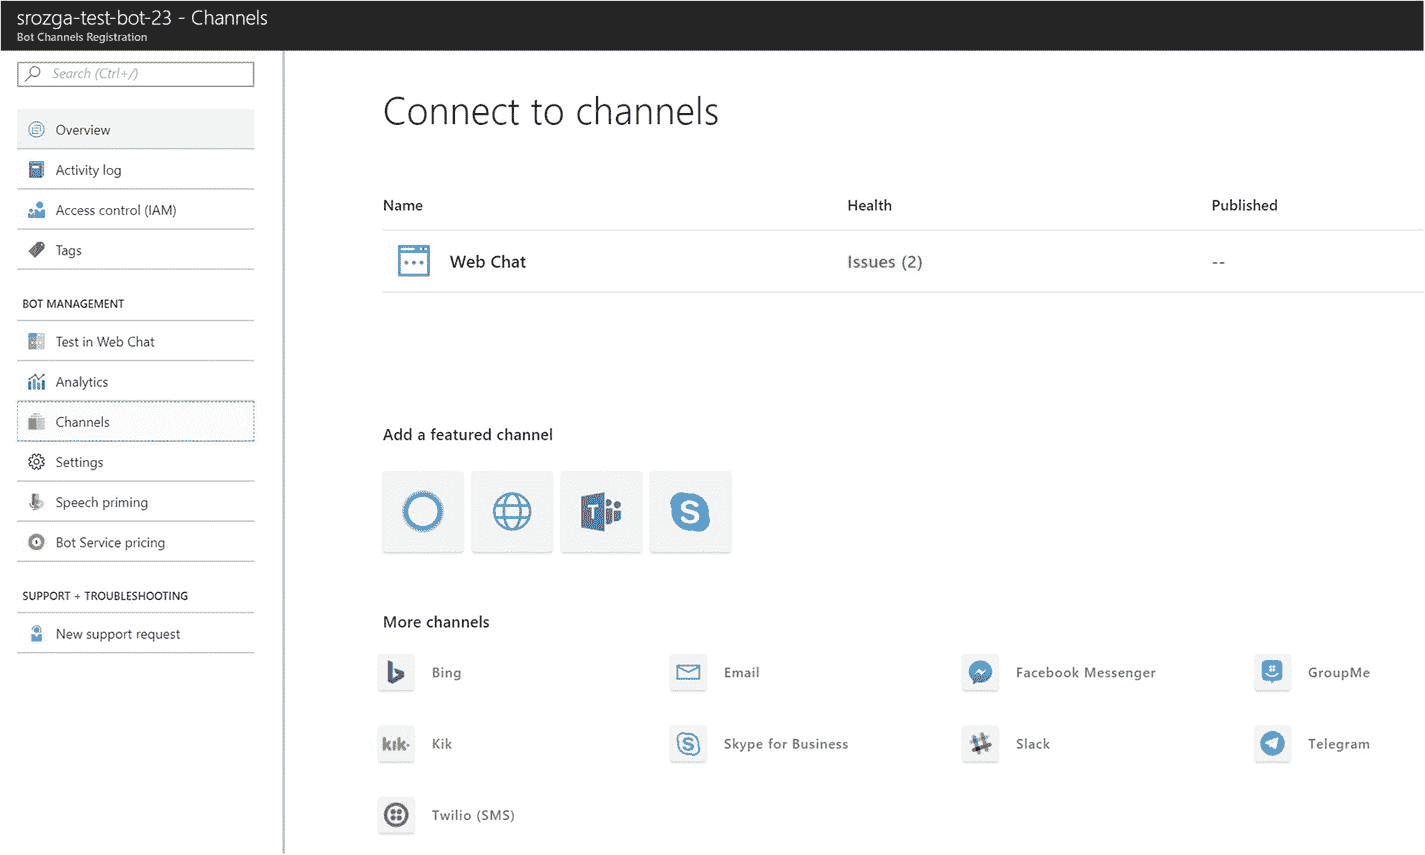 srozga-test-bot-23 - Channels
Bot Channels Registration
Search (Ctrl+/)
Overview
Activity log
Access control (IAM)
Tags
BOT MANAGEMENT
Test in Web Chat
Analytics
Channels
Settings
Speech priming
Bot Service pricing
SUPPORT + TROUBLESHOOTING
New support request
Connect to channels
Name Health Published
Web Chat Issues (2) --
Add a featured channel
More channels
Bing Email Facebook Messenger GroupMe
kik• Kik Skype for Business Slack Telegram
Twilio (SMS)